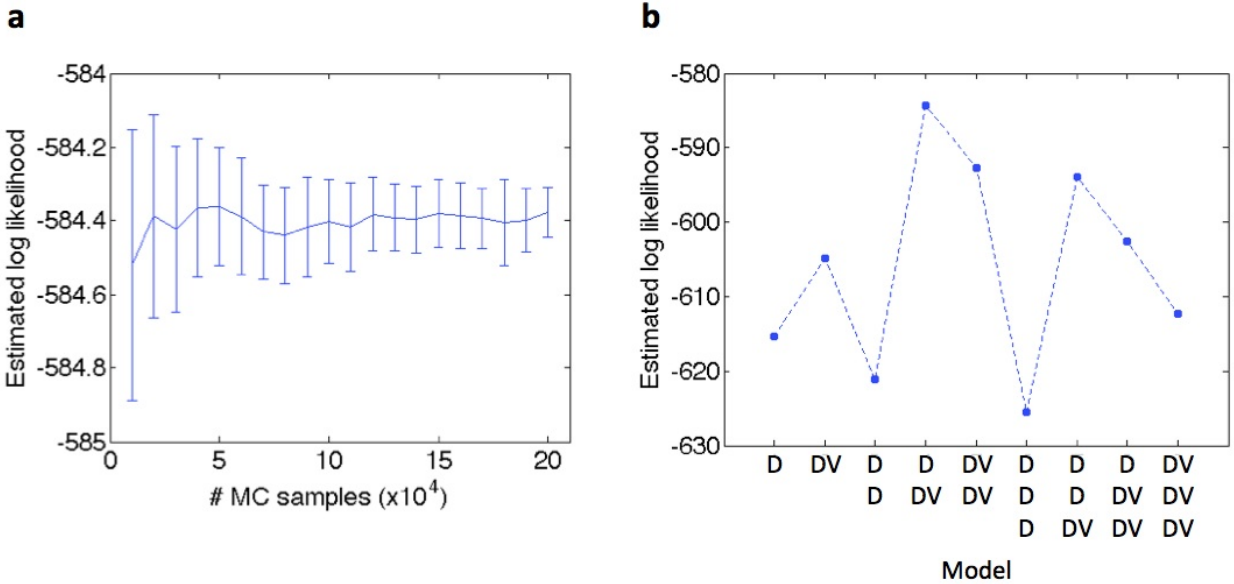 a
Estimated log likelihood
-584
-584.2
-584.4
-584.6
-584.8
-585
0 5 10 15 20
# MC samples (x10⁴)
b
Estimated log likelihood
-580
-590
-600
-610
-620
-630
D DV D D DV D D D DV
D DV DV D D DV DV
D DV DV DV
Model